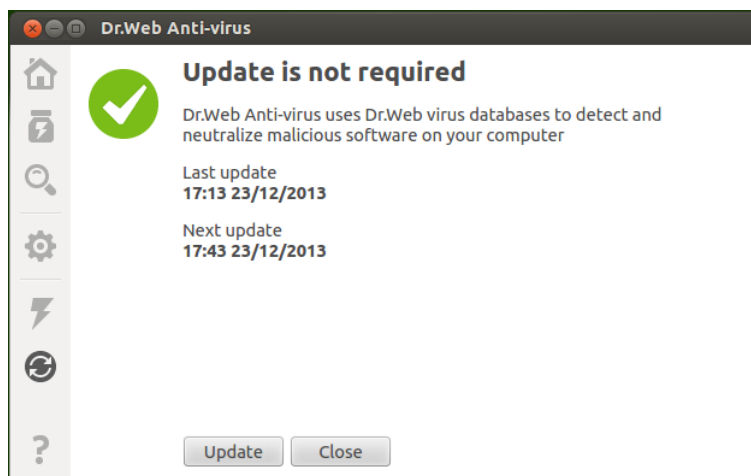 Dr.Web Anti-virus
Update is not required
Dr.Web Anti-virus uses Dr.Web virus databases to detect and
neutralize malicious software on your computer
Last update
17:13 23/12/2013
Next update
17:43 23/12/2013
Update Close